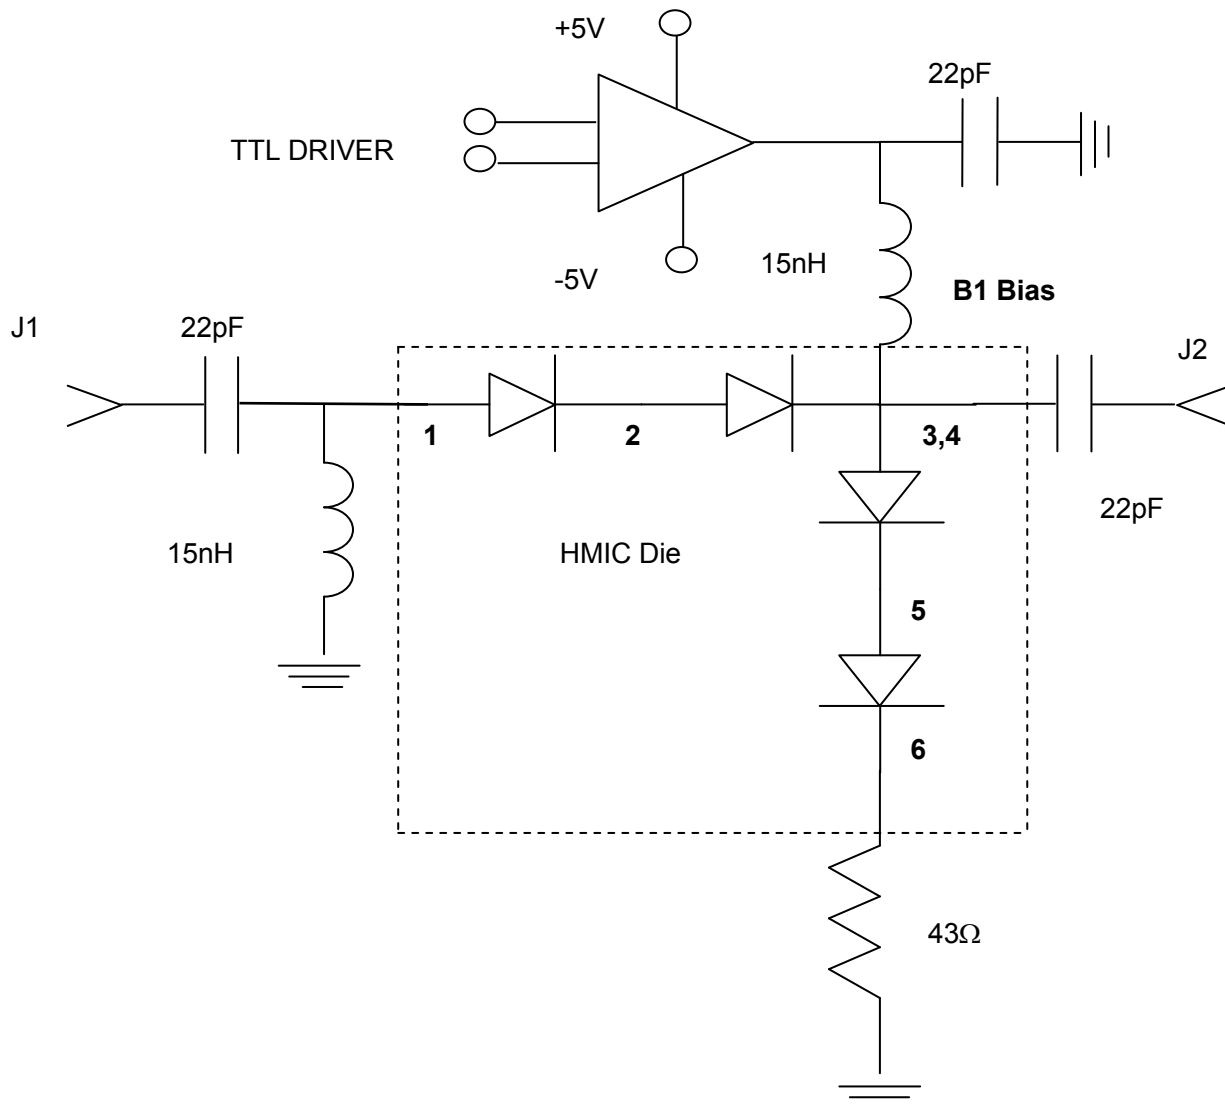 +5V
22pF
TTL DRIVER
15nH
-5V
B1 Bias
J1
22pF
J2
1
2
3,4
22pF
15nH
HMIC Die
5
6
43Ω